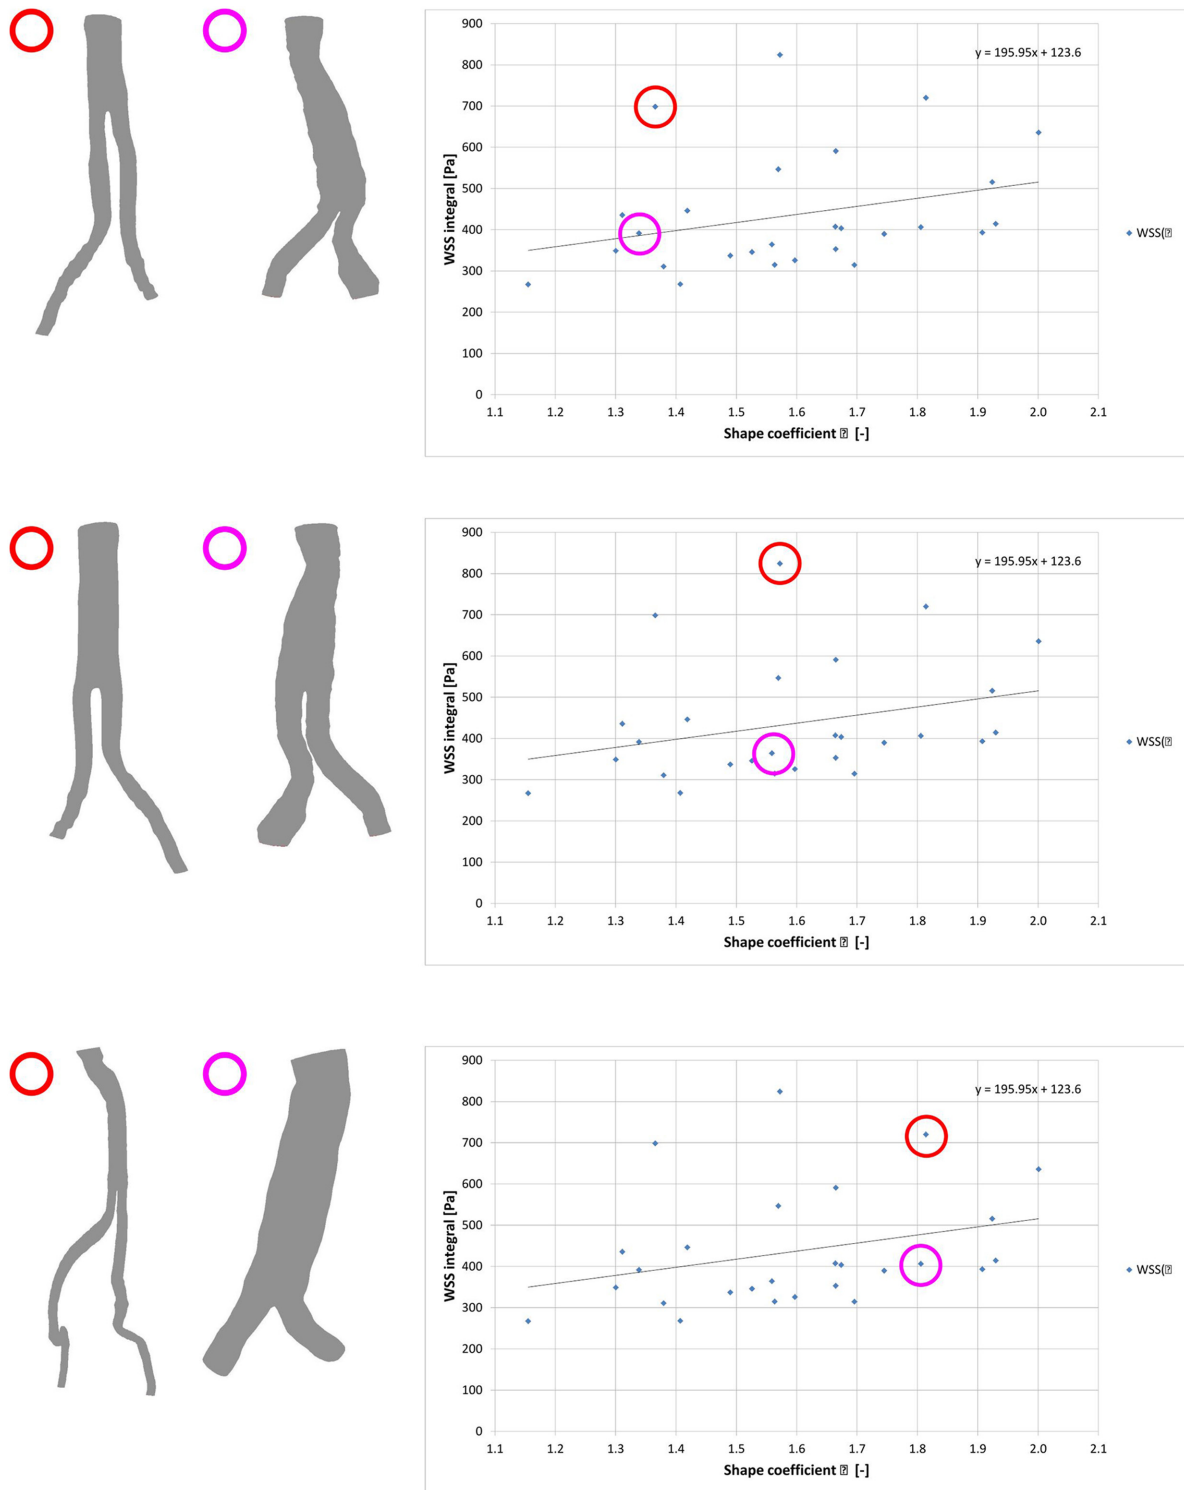 900
y = 195.95x + 123.6
800
700
600
500
400
300
200
100
0
WSS integral [Pa]
WSS(⍰
1.1 1.2 1.3 1.4 1.5 1.6 1.7 1.8 1.9 2.0 2.1
Shape coefficient ⍰ [-]
900
y = 195.95x + 123.6
800
700
600
500
400
300
200
100
0
WSS integral [Pa]
WSS(⍰
1.1 1.2 1.3 1.4 1.5 1.6 1.7 1.8 1.9 2.0 2.1
Shape coefficient ⍰ [-]
900
y = 195.95x + 123.6
800
700
600
500
400
300
200
100
0
WSS integral [Pa]
WSS(⍰
1.1 1.2 1.3 1.4 1.5 1.6 1.7 1.8 1.9 2.0 2.1
Shape coefficient ⍰ [-]